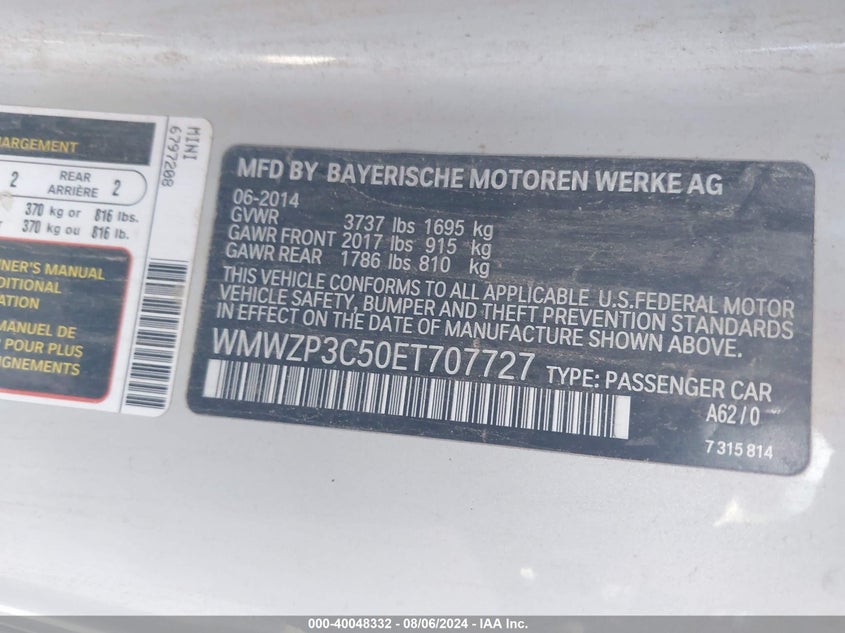 HARGEMENT
2 REAR ARRIÈRE 2
370 kg or 816 lbs.
370 kg ou 816 lb.
WNER'S MANUAL
DITIONAL
ATION
MANUEL DE
POUR PLUS
GNEMENTS
MINI
6797208
MFD BY BAYERISCHE MOTOREN WERKE AG
06-2014
GVWR 3737 lbs 1695 kg
GAWR FRONT 2017 lbs 915 kg
GAWR REAR 1786 lbs 810 kg
THIS VEHICLE CONFORMS TO ALL APPLICABLE U.S.FEDERAL MOTOR
VEHICLE SAFETY, BUMPER AND THEFT PREVENTION STANDARDS
IN EFFECT ON THE DATE OF MANUFACTURE SHOWN ABOVE.
WMWZP3C50ET707727 TYPE: PASSENGER CAR
A62/0
7 315 814
000-40048332 - 08/06/2024 - IAA Inc.